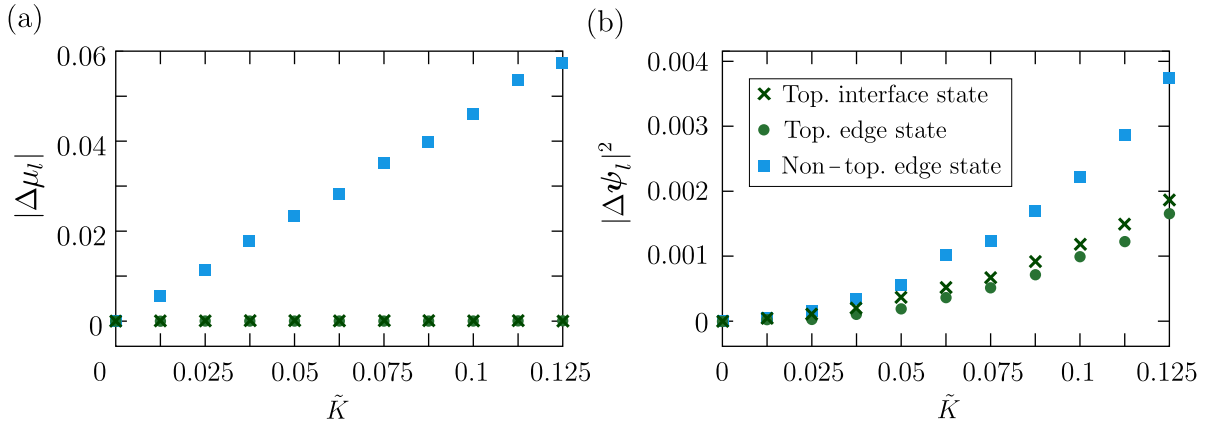 (a)
0.06
0.04
0.02
0
|Δμ_l|
0 0.025 0.05 0.075 0.1 0.125
K̃
(b)
0.004
0.003
0.002
0.001
0
|Δψ_l|²
Top. interface state
Top. edge state
Non-top. edge state
0 0.025 0.05 0.075 0.1 0.125
K̃